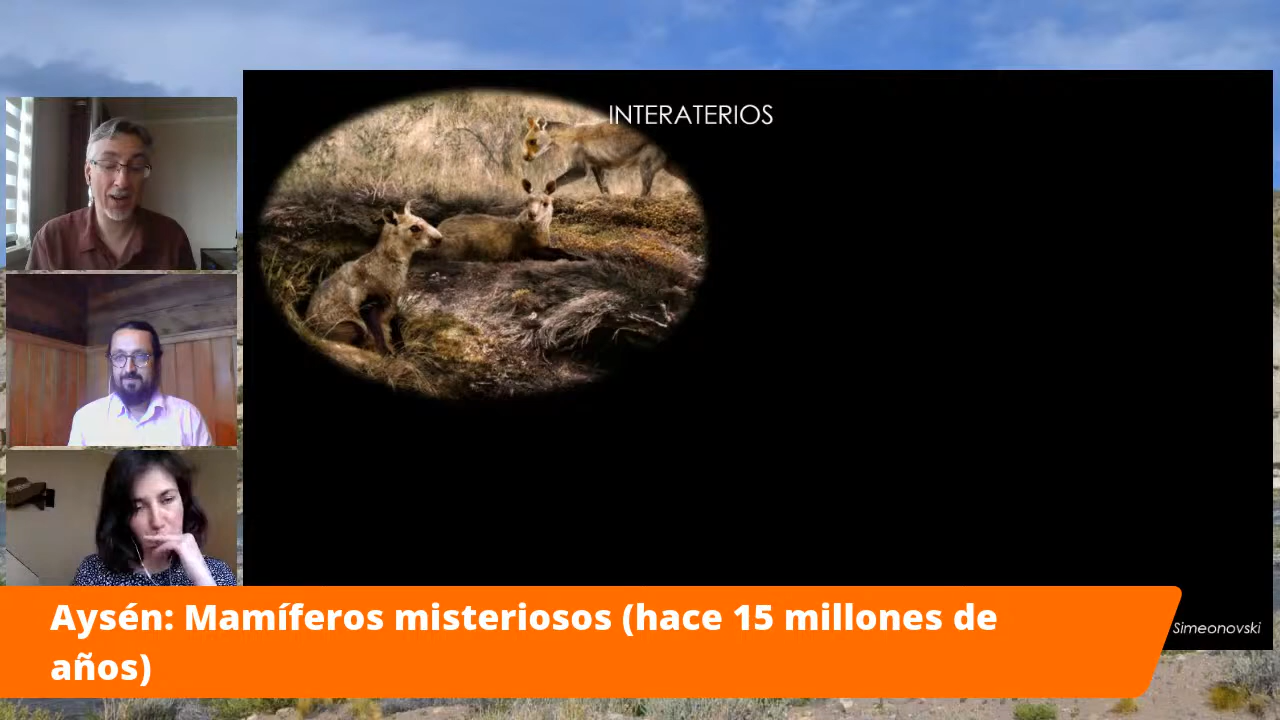 INTERATERIOS
Simeonovski
Aysén: Mamíferos misteriosos (hace 15 millones de
años)